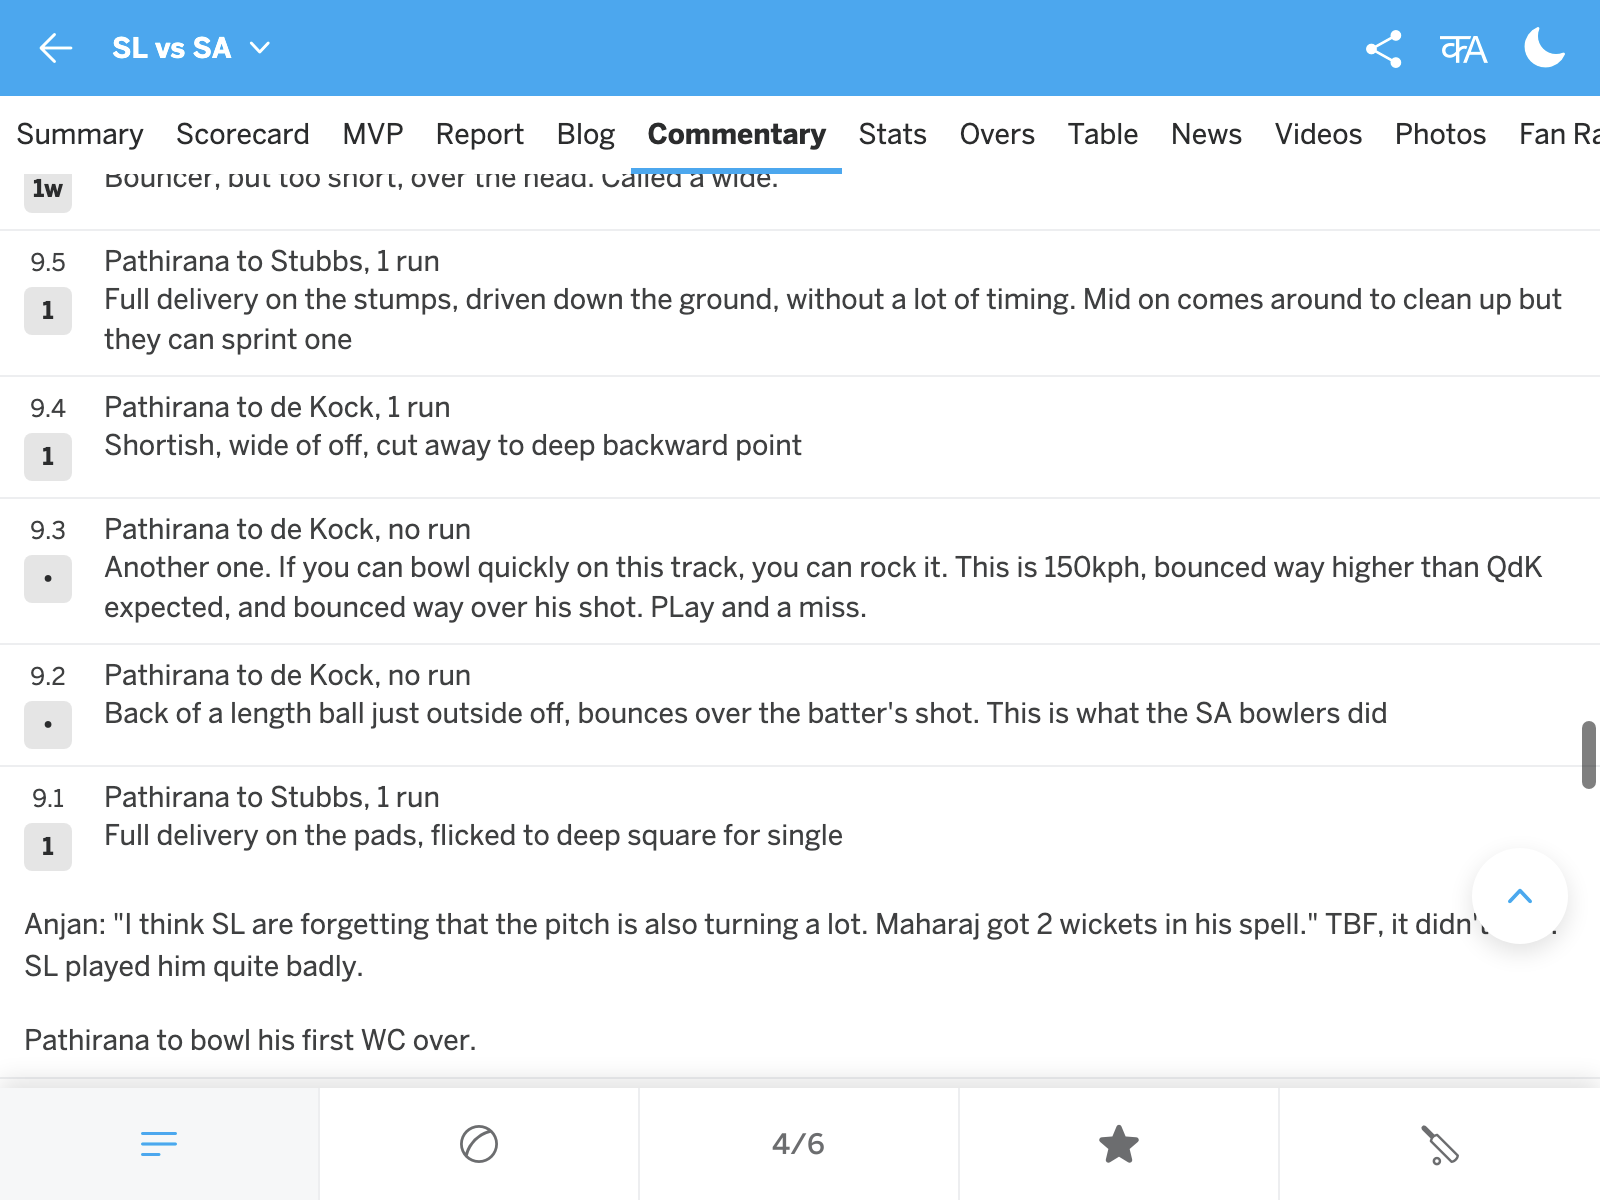 SL vs SA
क A
Summary Scorecard MVP Report Blog Commentary Stats Overs Table News Videos Photos Fan Ra
1w Bouncer, but too short, over the head. Called a wide.
9.5 Pathirana to Stubbs, 1 run
1 Full delivery on the stumps, driven down the ground, without a lot of timing. Mid on comes around to clean up but
they can sprint one
9.4 Pathirana to de Kock, 1 run
1 Shortish, wide of off, cut away to deep backward point
9.3 Pathirana to de Kock, no run
• Another one. If you can bowl quickly on this track, you can rock it. This is 150kph, bounced way higher than QdK
expected, and bounced way over his shot. PLay and a miss.
9.2 Pathirana to de Kock, no run
• Back of a length ball just outside off, bounces over the batter's shot. This is what the SA bowlers did
9.1 Pathirana to Stubbs, 1 run
1 Full delivery on the pads, flicked to deep square for single
Anjan: "I think SL are forgetting that the pitch is also turning a lot. Maharaj got 2 wickets in his spell." TBF, it
SL played him quite badly.
Pathirana to bowl his first WC over.
4/6